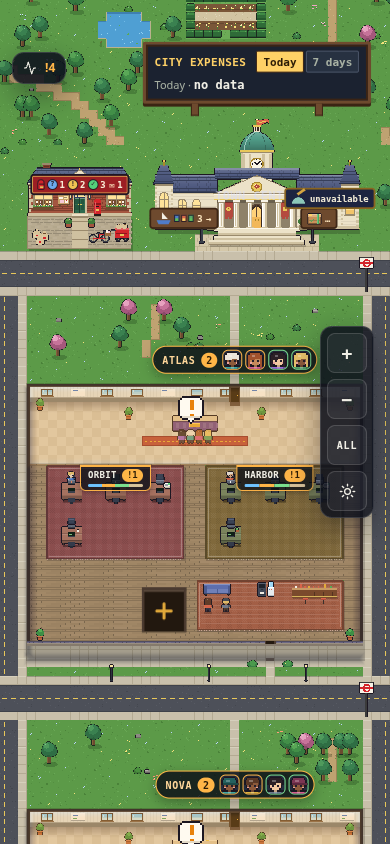 CITY EXPENSES Today 7 days
Today · no data
!4
? 1 ! 2 ✓ 3 ∞ 1
unavailable
3 →
...
ATLAS 2
+
−
ALL
!
ORBIT !1
HARBOR !1
+
NOVA 2
!